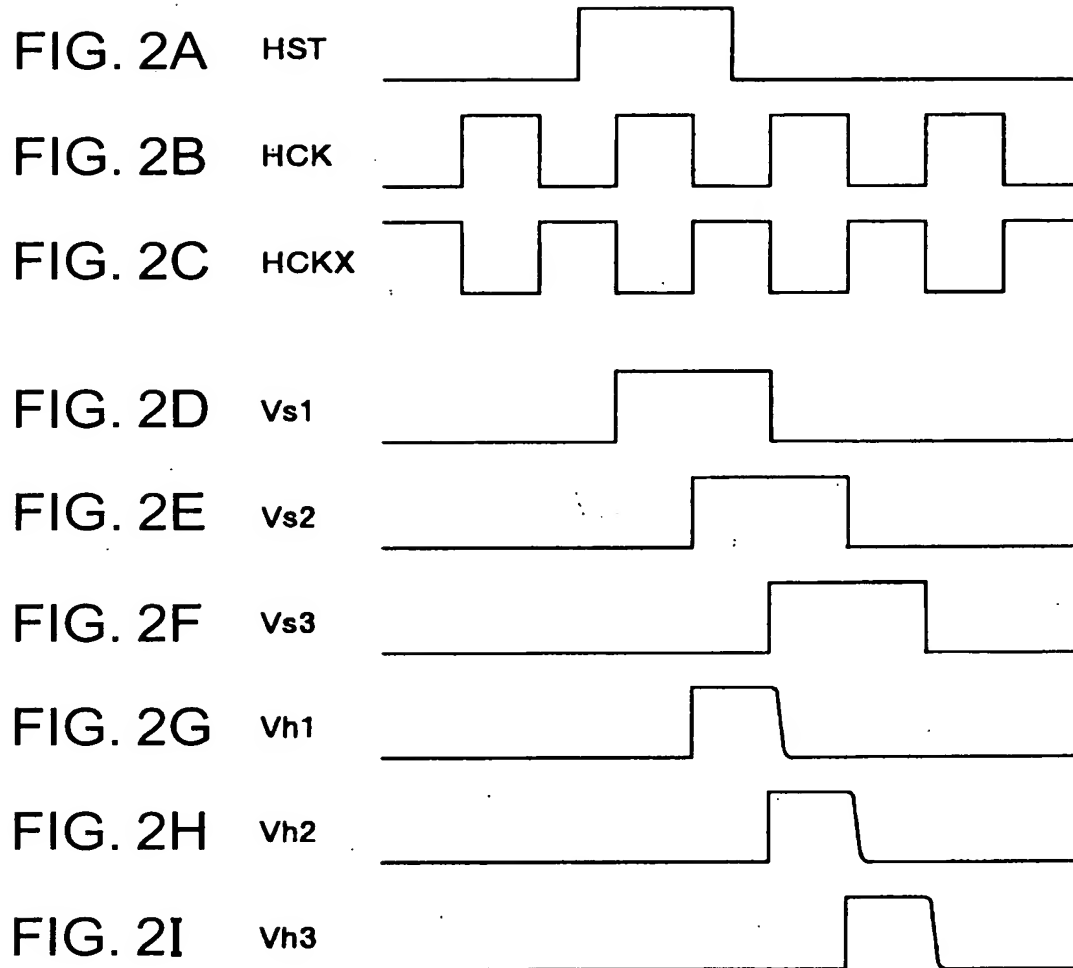 FIG. 2A HST
FIG. 2B HCK
FIG. 2C HCKX
FIG. 2D Vs1
FIG. 2E Vs2
FIG. 2F Vs3
FIG. 2G Vh1
FIG. 2H Vh2
FIG. 2I Vh3